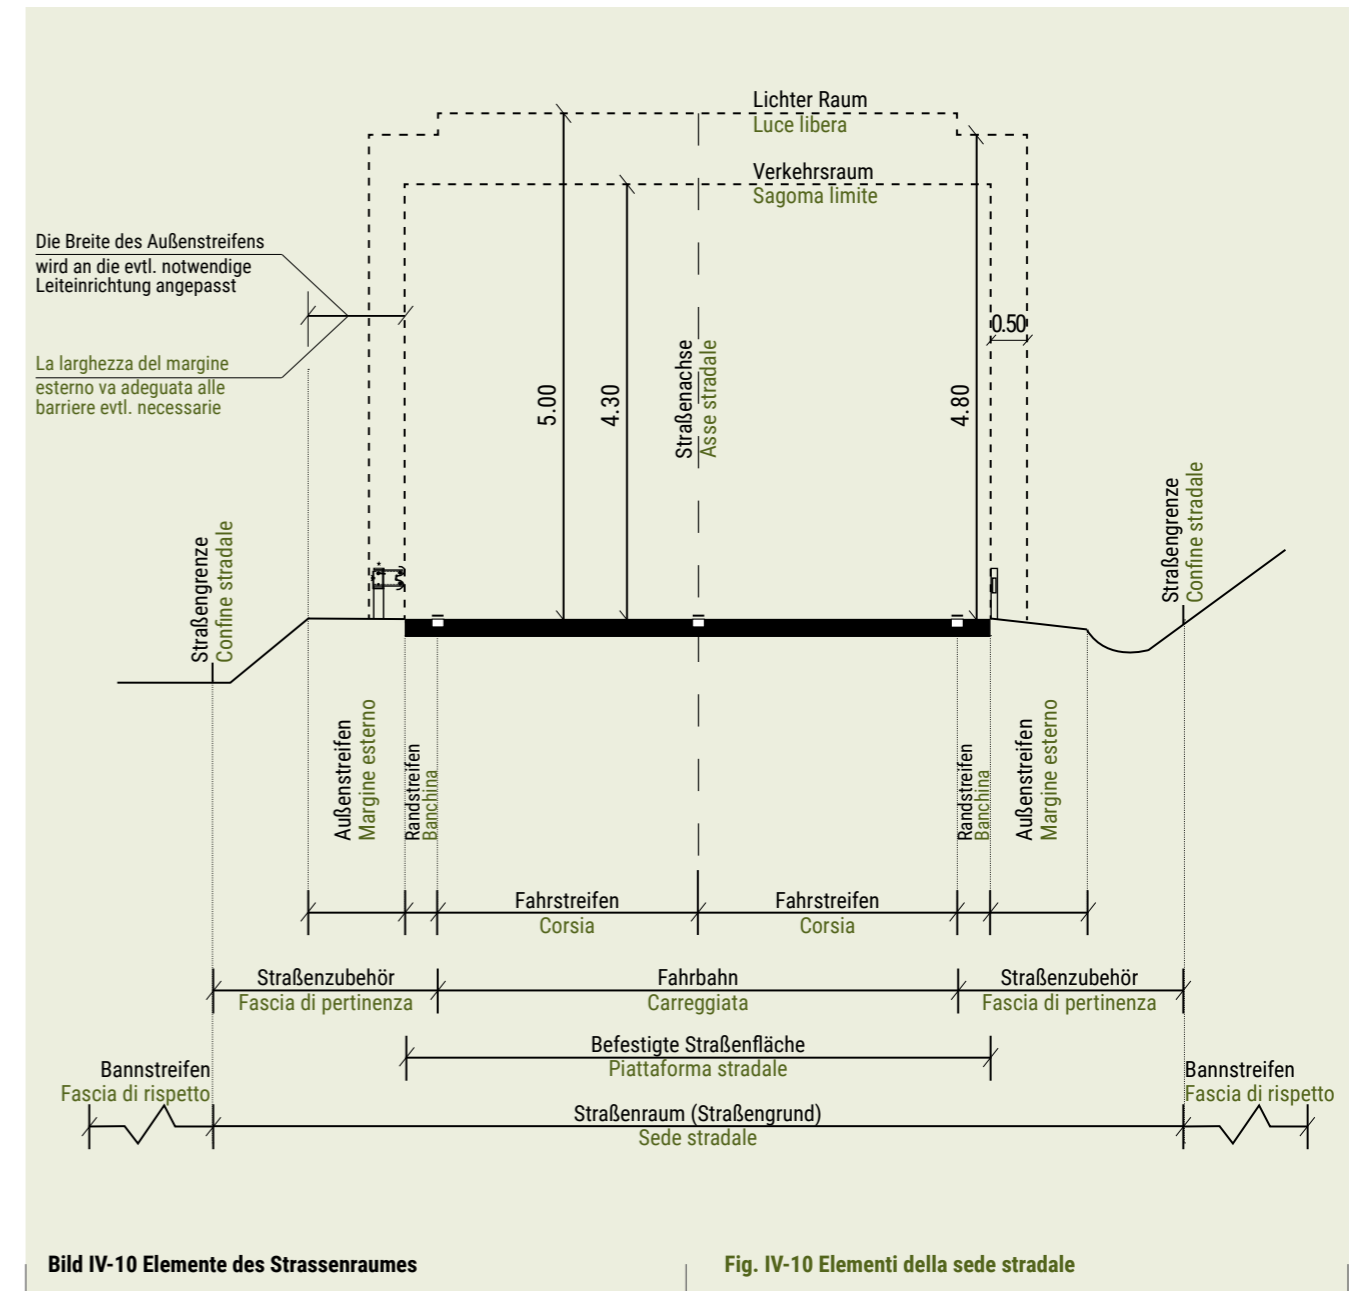 Lichter Raum
Luce libera
Verkehrsraum
Sagoma limite
Die Breite des Außenstreifens
wird an die evtl. notwendige
Leiteinrichtung angepasst
La larghezza del margine
esterno va adeguata alle
barriere evtl. necessarie
5.00
4.30
Straßenachse
Asse stradale
4.80
0.50
Straßengrenze
Confine stradale
Straßengrenze
Confine stradale
Außenstreifen
Margine esterno
Randstreifen
Banchina
Randstreifen
Banchina
Außenstreifen
Margine esterno
Fahrstreifen
Corsia
Fahrstreifen
Corsia
Straßenzubehör
Fascia di pertinenza
Fahrbahn
Carreggiata
Straßenzubehör
Fascia di pertinenza
Befestigte Straßenfläche
Piattaforma stradale
Bannstreifen
Fascia di rispetto
Bannstreifen
Fascia di rispetto
Straßenraum (Straßengrund)
Sede stradale
Bild IV-10 Elemente des Strassenraumes
Fig. IV-10 Elementi della sede stradale